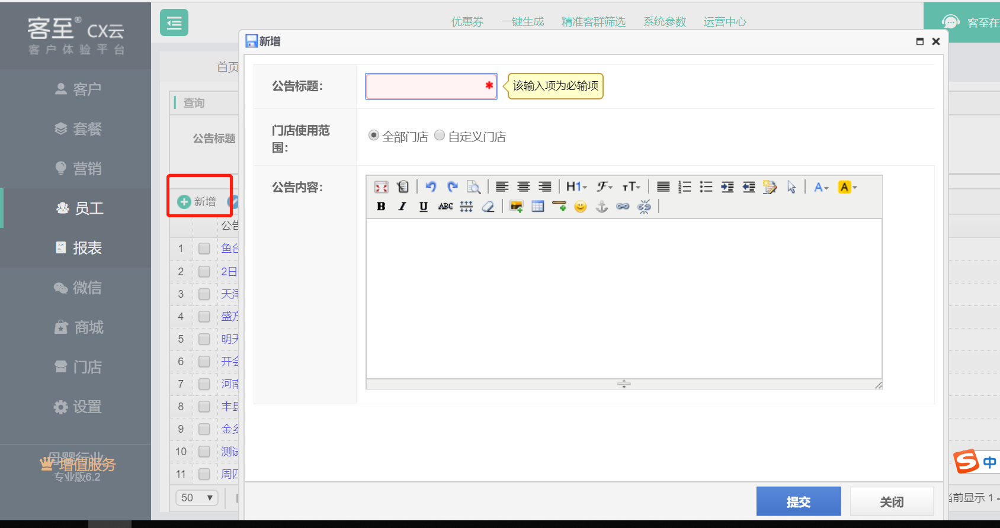 客至® CX云
客户体验平台
客户
套餐
营销
员工
报表
微信
商城
门店
设置
母婴行业
增值服务
专业版6.2
优惠券 一键生成 精准客群筛选 系统参数 运营中心
客至在
首页
查询
公告标题
新增
公告
1 鱼台
2 2日
3 天津
4 盛方
5 明天
6 开会
7 河南
8 丰县
9 金乡
10 测试
11 周四
50
新增
公告标题：
* 该输入项为必输项
门店使用范围：
全部门店 自定义门店
公告内容：
H1 F TT A A
B I U ABC
提交 关闭
当前显示 1 -
S 中